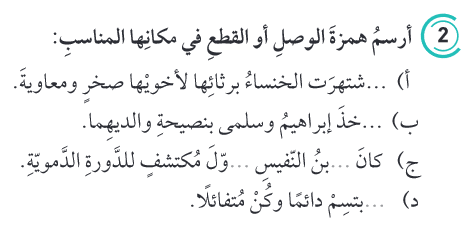 2 أرسمُ همزةَ الوصلِ أو القطعِ في مكانِها المناسبِ:
أ) ...شتهرَت الخنساءُ برثائِها لأخويْها صخرٍ ومعاويةَ.
ب) ...خذَ إبراهيمُ وسلمى بنصيحةِ والديهِما.
ج) كانَ ...بنُ النّفيسِ ...وّلَ مُكتشفٍ للدَّورةِ الدَّمويّةِ.
د) ...بتسِمْ دائمًا وكُنْ مُتفائلًا.